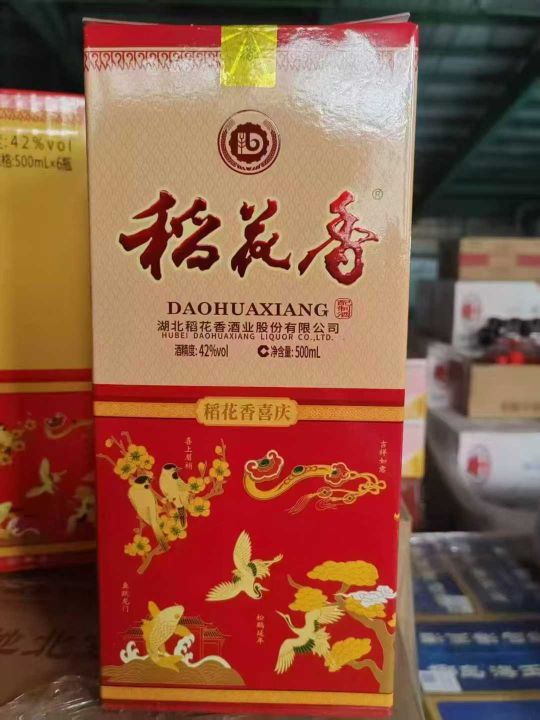 稻花香
®
DAOHUAXIANG
配制酒
湖北稻花香酒业股份有限公司
HUBEI DAOHUAXIANG LIQUOR CO.,LTD.
酒精度: 42%vol
净含量: 500mL
稻花香喜庆
喜上眉梢
吉祥如意
鱼跃龙门
松鹤延年
42%vol
格:500mL×6瓶